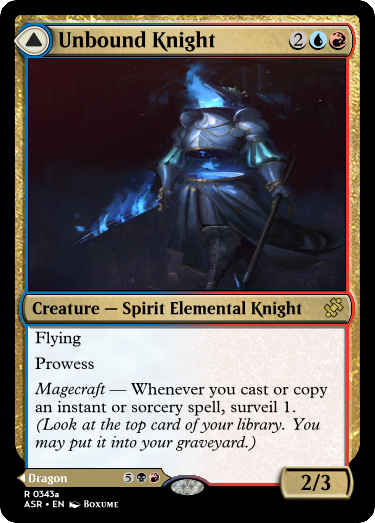 Unbound Knight 2
Creature — Spirit Elemental Knight
Flying
Prowess
Magecraft — Whenever you cast or copy
an instant or sorcery spell, surveil 1.
(Look at the top card of your library. You
may put it into your graveyard.)
Dragon 5
2/3
R 0343a
ASR • EN Boxume